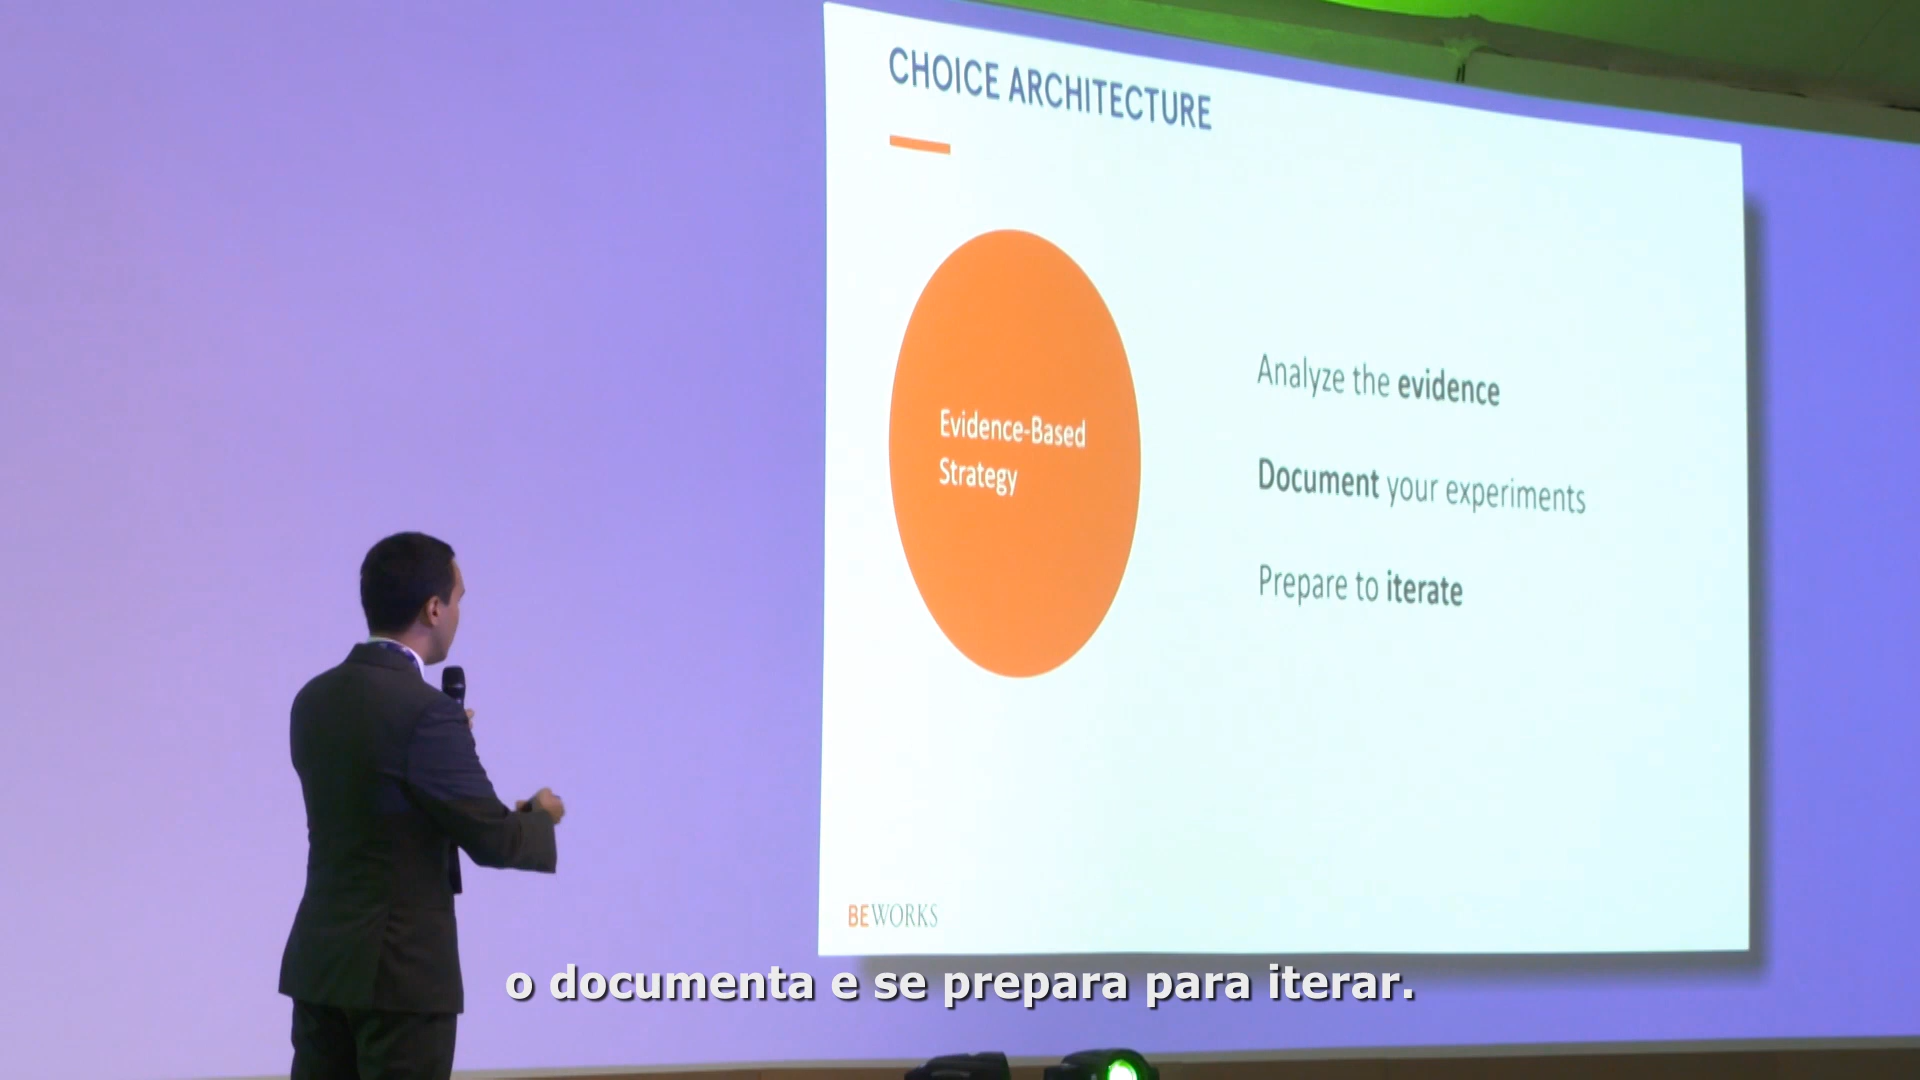 CHOICE ARCHITECTURE
Evidence-Based
Strategy
Analyze the evidence
Document your experiments
Prepare to iterate
BEWORKS
o documenta e se prepara para iterar.